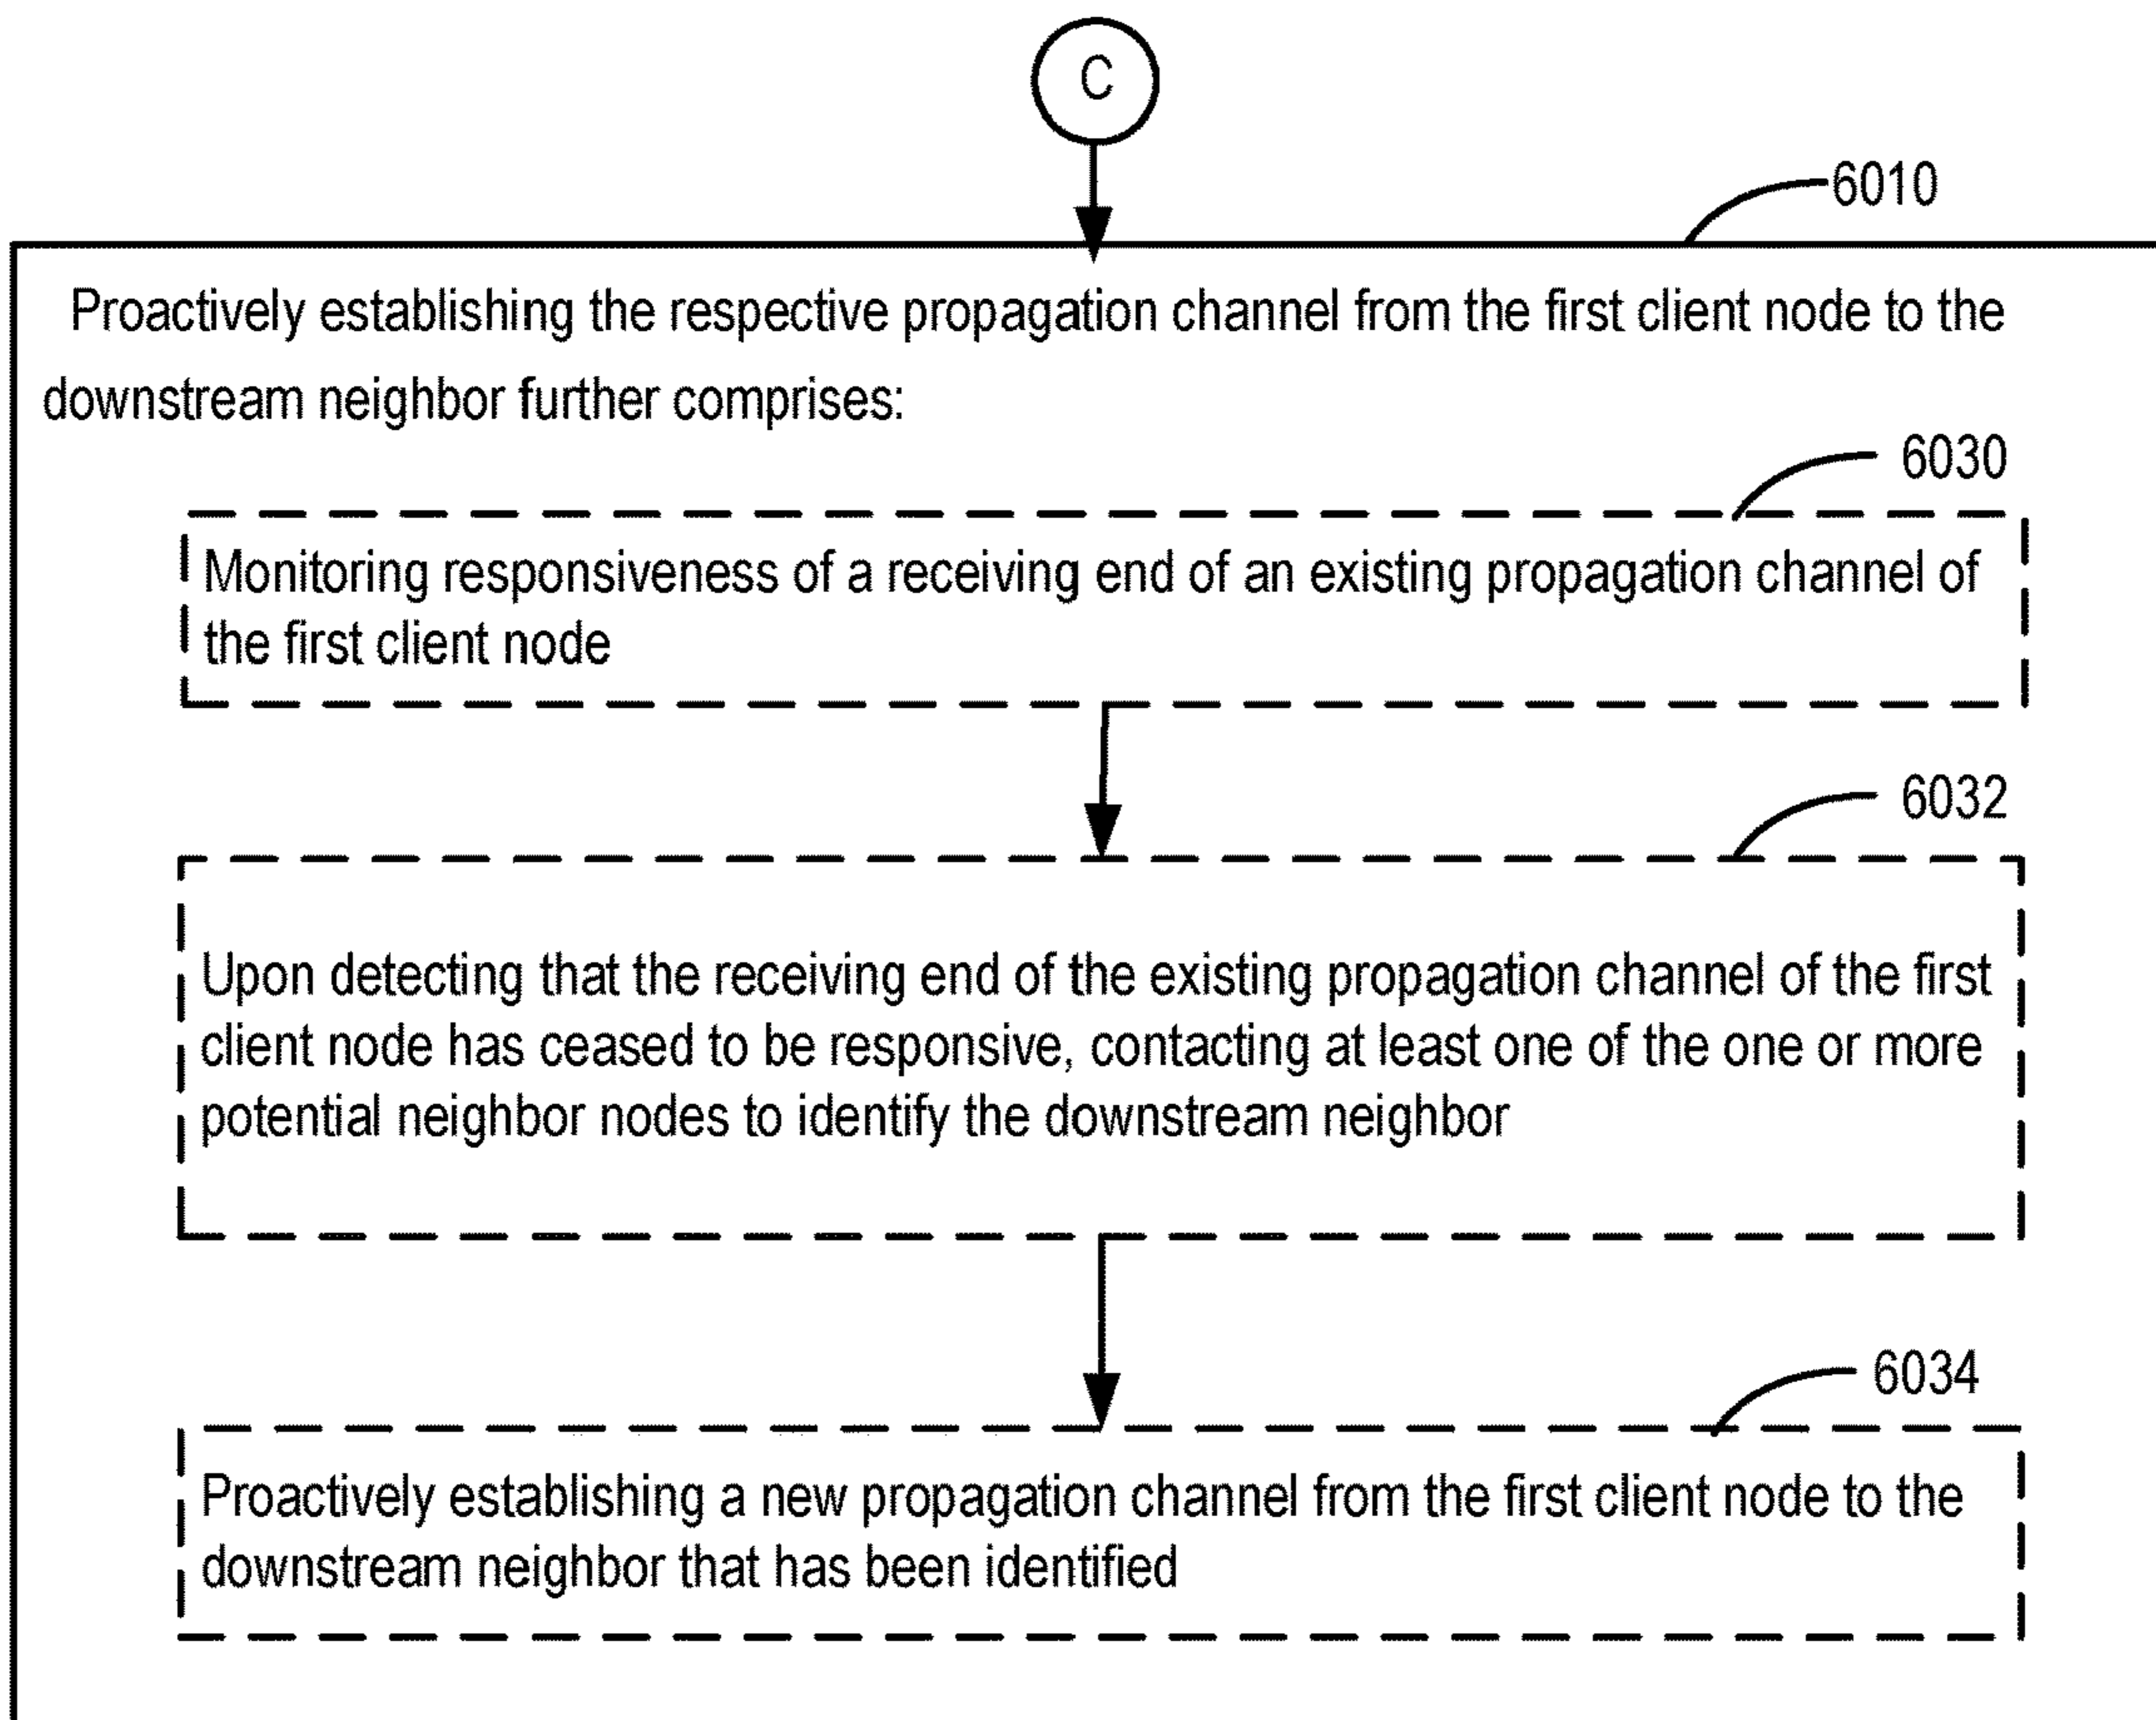 C
6010
Proactively establishing the respective propagation channel from the first client node to the
downstream neighbor further comprises:
6030
Monitoring responsiveness of a receiving end of an existing propagation channel of
the first client node
6032
Upon detecting that the receiving end of the existing propagation channel of the first
client node has ceased to be responsive, contacting at least one of the one or more
potential neighbor nodes to identify the downstream neighbor
6034
Proactively establishing a new propagation channel from the first client node to the
downstream neighbor that has been identified